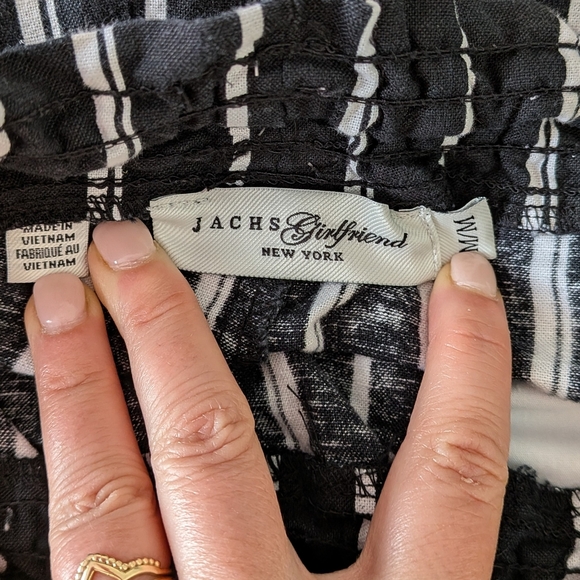 MADE IN
VIETNAM
FABRIQUÉ AU
VIETNAM
JACHS Girlfriend
NEW YORK
M/M